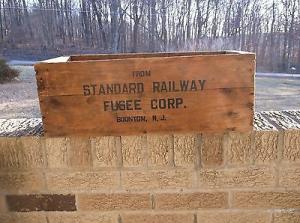 FROM
STANDARD RAILWAY
FUSEE CORP.
BOONTON, N. J.